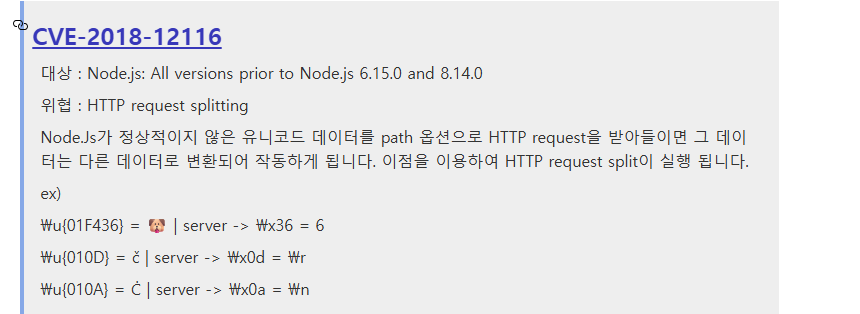 CVE-2018-12116
대상 : Node.js: All versions prior to Node.js 6.15.0 and 8.14.0
위협 : HTTP request splitting
Node.Js가 정상적이지 않은 유니코드 데이터를 path 옵션으로 HTTP request을 받아들이면 그 데이
터는 다른 데이터로 변환되어 작동하게 됩니다. 이점을 이용하여 HTTP request split이 실행 됩니다.
ex)
₩u{01F436} = 🐶 | server -> ₩x36 = 6
₩u{010D} = č | server -> ₩x0d = ₩r
₩u{010A} = Ċ | server -> ₩x0a = ₩n